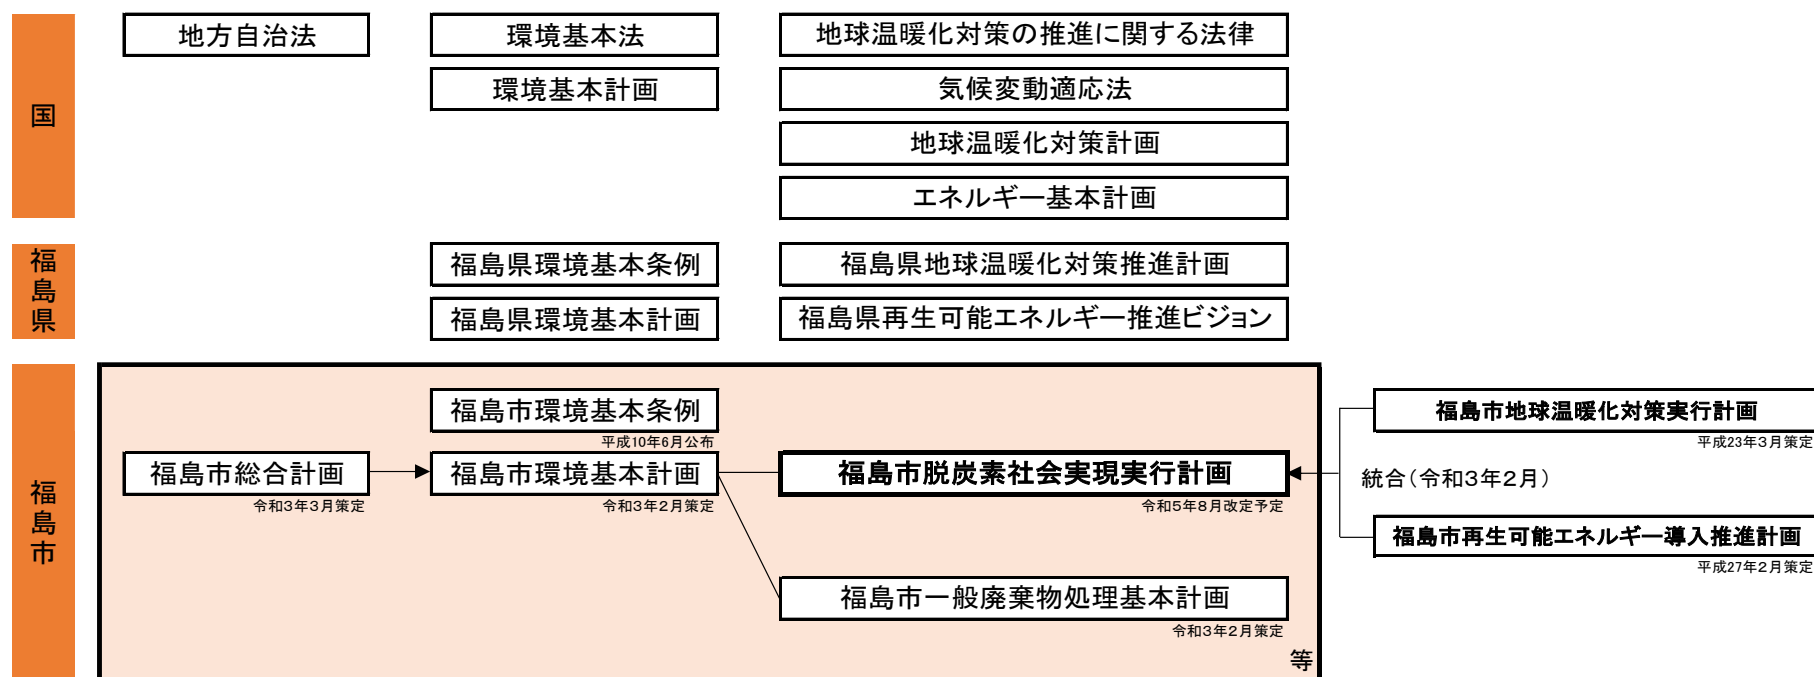 国
地方自治法
環境基本法
地球温暖化対策の推進に関する法律
環境基本計画
気候変動適応法
地球温暖化対策計画
エネルギー基本計画
福島県
福島県環境基本条例
福島県地球温暖化対策推進計画
福島県環境基本計画
福島県再生可能エネルギー推進ビジョン
福島市
福島市環境基本条例
平成10年6月公布
福島市総合計画
令和3年3月策定
福島市環境基本計画
令和3年2月策定
福島市脱炭素社会実現実行計画
令和5年8月改定予定
福島市一般廃棄物処理基本計画
令和3年2月策定
等
福島市地球温暖化対策実行計画
平成23年3月策定
統合(令和3年2月)
福島市再生可能エネルギー導入推進計画
平成27年2月策定